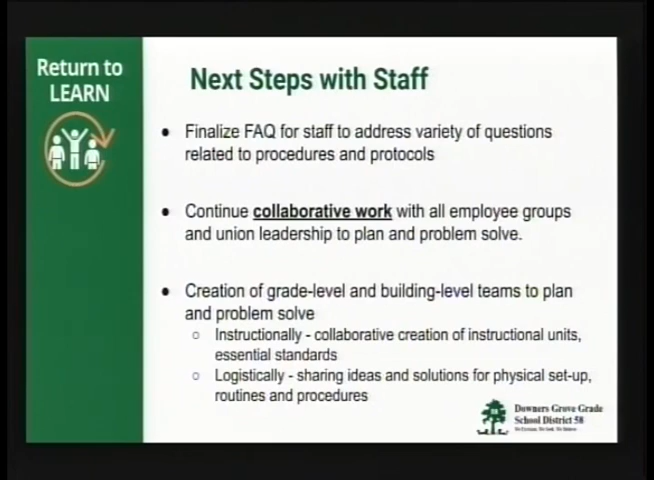 Return to
LEARN
Next Steps with Staff
● Finalize FAQ for staff to address variety of questions
related to procedures and protocols
● Continue collaborative work with all employee groups
and union leadership to plan and problem solve.
● Creation of grade-level and building-level teams to plan
and problem solve
○ Instructionally - collaborative creation of instructional units,
essential standards
○ Logistically - sharing ideas and solutions for physical set-up,
routines and procedures
Downers Grove Grade
School District 58